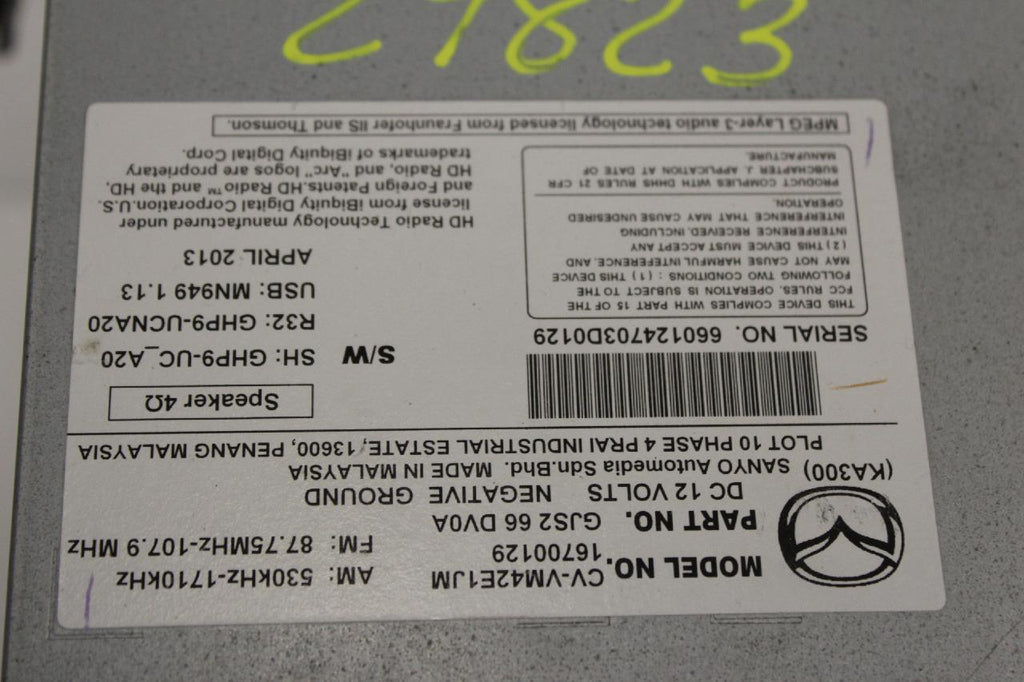 27823
MODEL NO. CV-VM42E1JM
16700129
PART NO. GJS2 66 DV0A
DC 12 VOLTS NEGATIVE GROUND
AM: 530KHz-1710KHz
FM: 87.75MHz-107.9 MHz
(KA300) SANYO Automedia Sdn.Bhd. MADE IN MALAYSIA
PLOT 10 PHASE 4 PRAI INDUSTRIAL ESTATE,13600, PENANG MALAYSIA
SERIAL NO. 660124703D0129
THIS DEVICE COMPLIES WITH PART 15 OF THE
FCC RULES. OPERATION IS SUBJECT TO THE
FOLLOWING TWO CONDITIONS : (1) THIS DEVICE
MAY NOT CAUSE HARMFUL INTEFERENCE, AND
(2) THIS DEVICE MUST ACCEPT ANY
INTERFERENCE RECEIVED, INCLUDING
INTERFERENCE THAT MAY CAUSE UNDESIRED
OPERATION.
PRODUCT COMPLIES WITH DHHS RULES 21 CFR
SUBCHAPTER J. APPLICATION AT DATE OF
MANUFACTURE.
Speaker 4Ω
S/W SH: GHP9-UC_A20
R32: GHP9-UCNA20
USB: MN949 1.13
APRIL 2013
HD Radio Technology manufactured under
license from iBiquity Digital Corporation.U.S.
and Foreign Patents.HD Radio™ and the HD,
HD Radio, and "Arc" logos are proprietary
trademarks of iBiquity Digital Corp.
MPEG Layer-3 audio technology licensed from Fraunhofer IIS and Thomson.